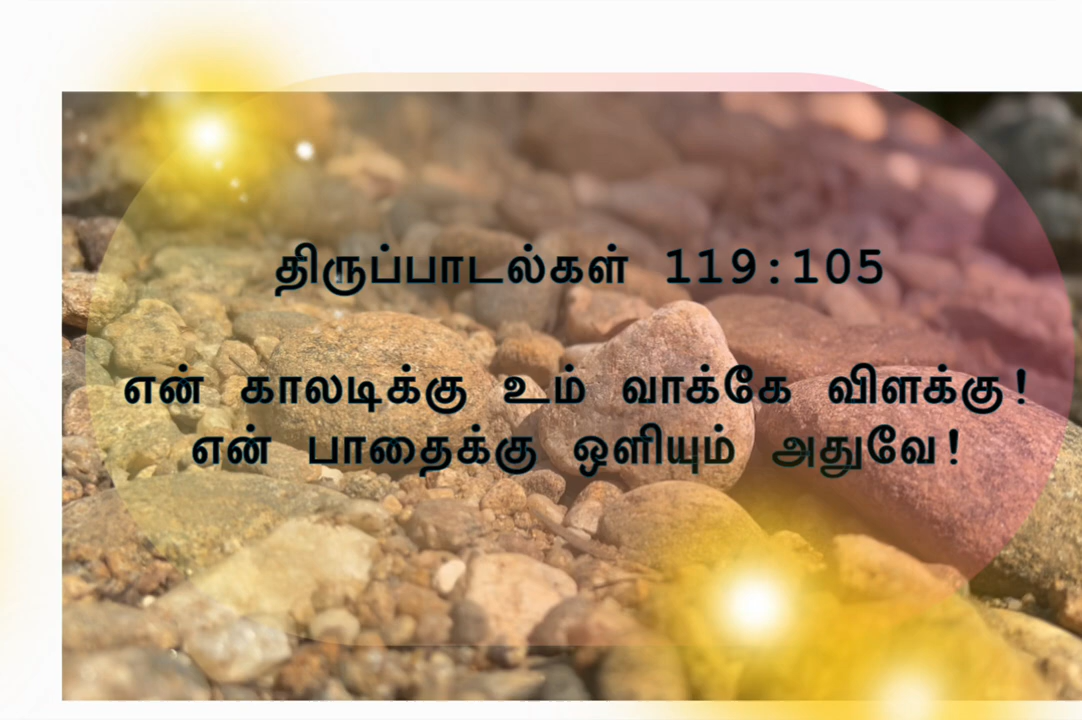 திருப்பாடல்கள் 119:105
என் காலடிக்கு உம் வாக்கே விளக்கு!
என் பாதைக்கு ஒளியும் அதுவே!